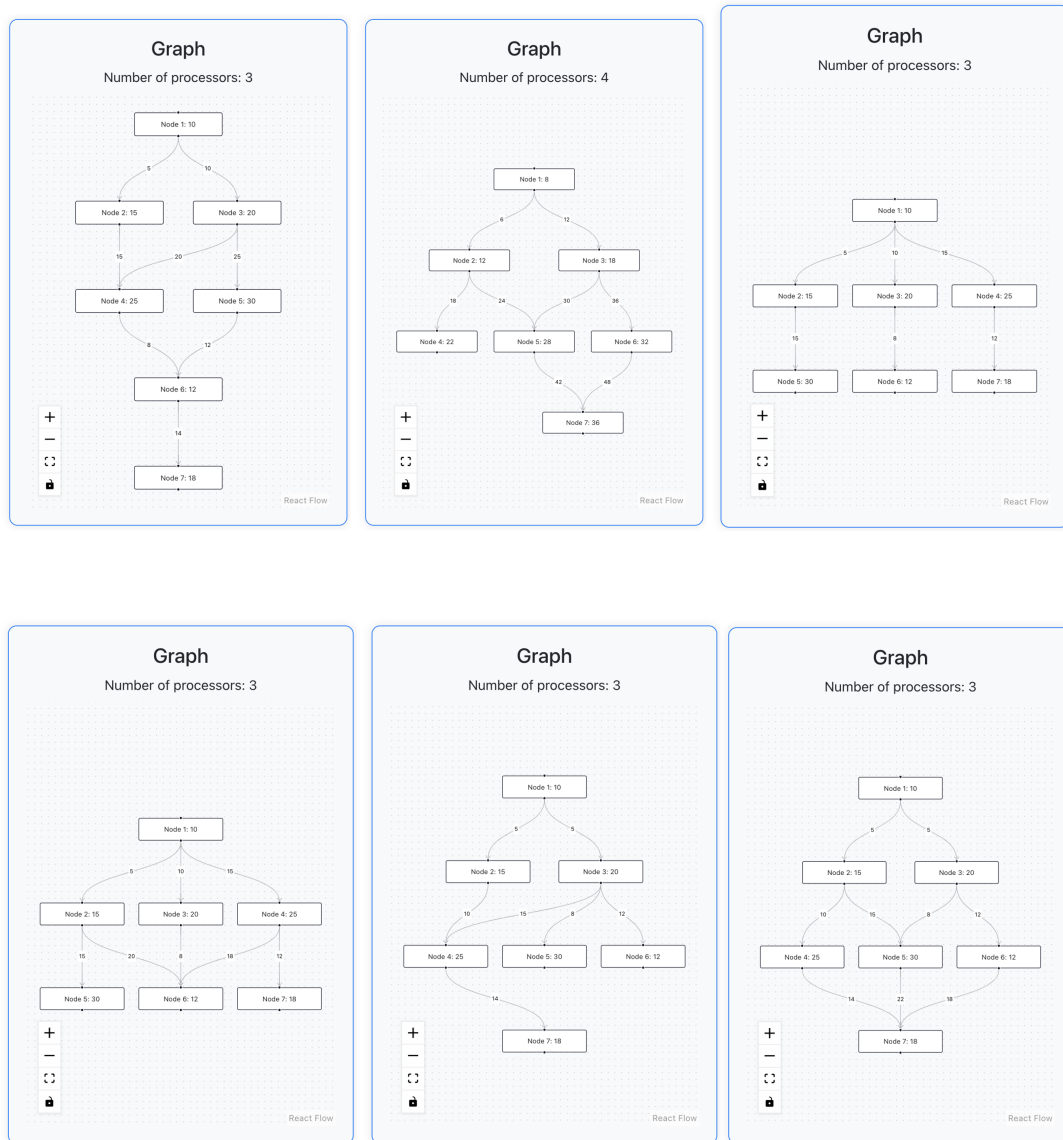 Graph
Number of processors: 3
Node 1: 10
5
10
Node 2: 15
Node 3: 20
15
20
25
Node 4: 25
Node 5: 30
8
12
Node 6: 12
14
Node 7: 18
React Flow
Graph
Number of processors: 4
Node 1: 8
6
12
Node 2: 12
Node 3: 18
18
24
30
36
Node 4: 22
Node 5: 28
Node 6: 32
42
48
Node 7: 36
React Flow
Graph
Number of processors: 3
Node 1: 10
5
10
15
Node 2: 15
Node 3: 20
Node 4: 25
15
8
12
Node 5: 30
Node 6: 12
Node 7: 18
React Flow
Graph
Number of processors: 3
Node 1: 10
5
10
15
Node 2: 15
Node 3: 20
Node 4: 25
15
20
8
18
12
Node 5: 30
Node 6: 12
Node 7: 18
React Flow
Graph
Number of processors: 3
Node 1: 10
5
5
Node 2: 15
Node 3: 20
10
15
8
12
Node 4: 25
Node 5: 30
Node 6: 12
14
Node 7: 18
React Flow
Graph
Number of processors: 3
Node 1: 10
5
5
Node 2: 15
Node 3: 20
10
15
8
12
Node 4: 25
Node 5: 30
Node 6: 12
14
22
18
Node 7: 18
React Flow